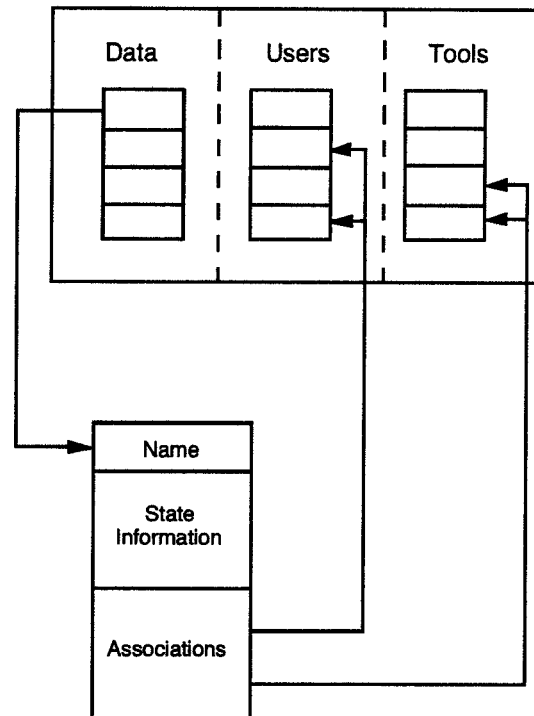 Data
Users
Tools
Name
State
Information
Associations